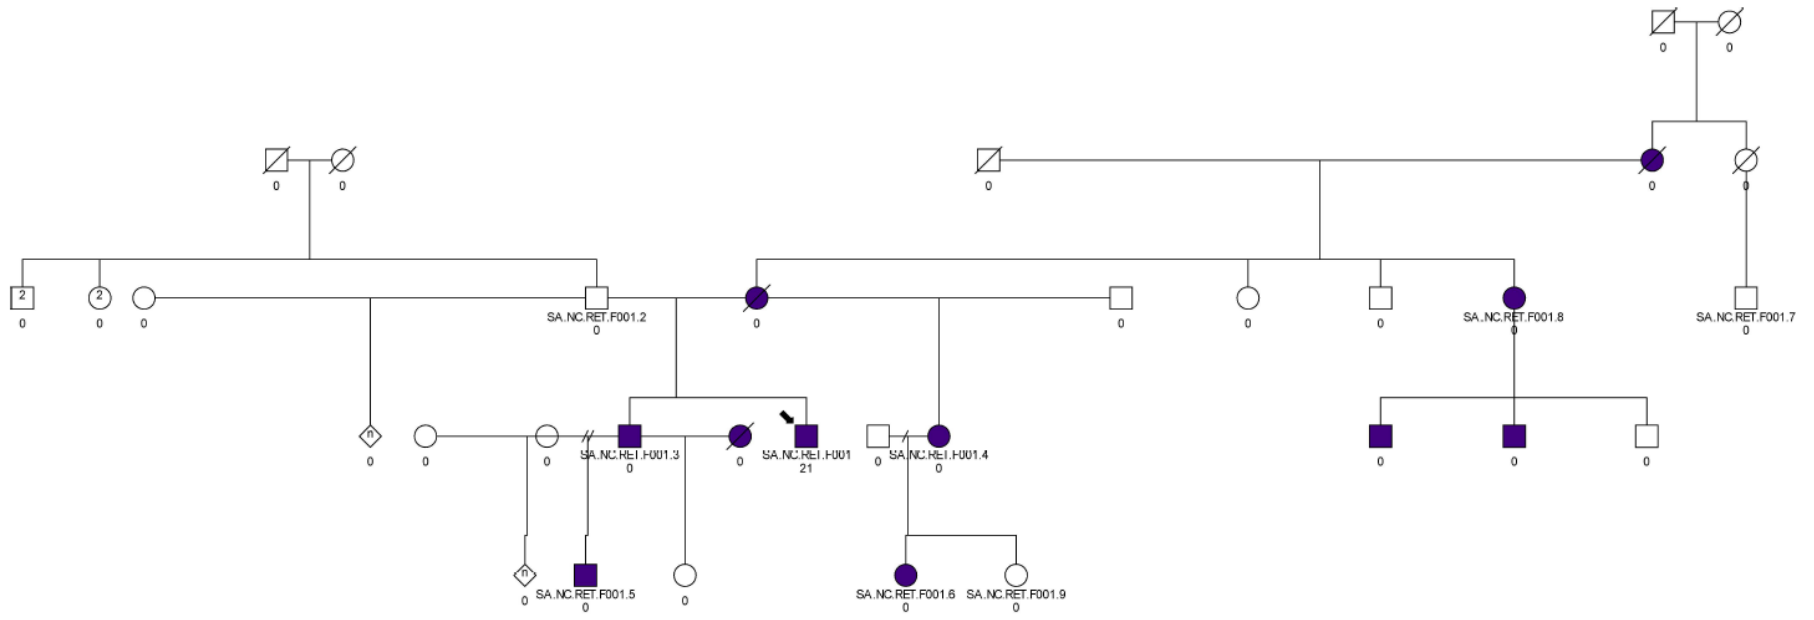 0 0
0 0 0 0 0
2 2
0 0 0 SA.NC.RET.F001.2 0 0 0 0 SA.NC.RET.F001.8 SA.NC.RET.F001.7
0 0 0
n
0 0 0 SA.NC.RET.F001.3 0 SA.NC.RET.F001 0 SA.NC.RET.F001.4 0 0 0
0 21 0
n
0 SA.NC.RET.F001.5 0 SA.NC.RET.F001.6 SA.NC.RET.F001.9
0 0 0